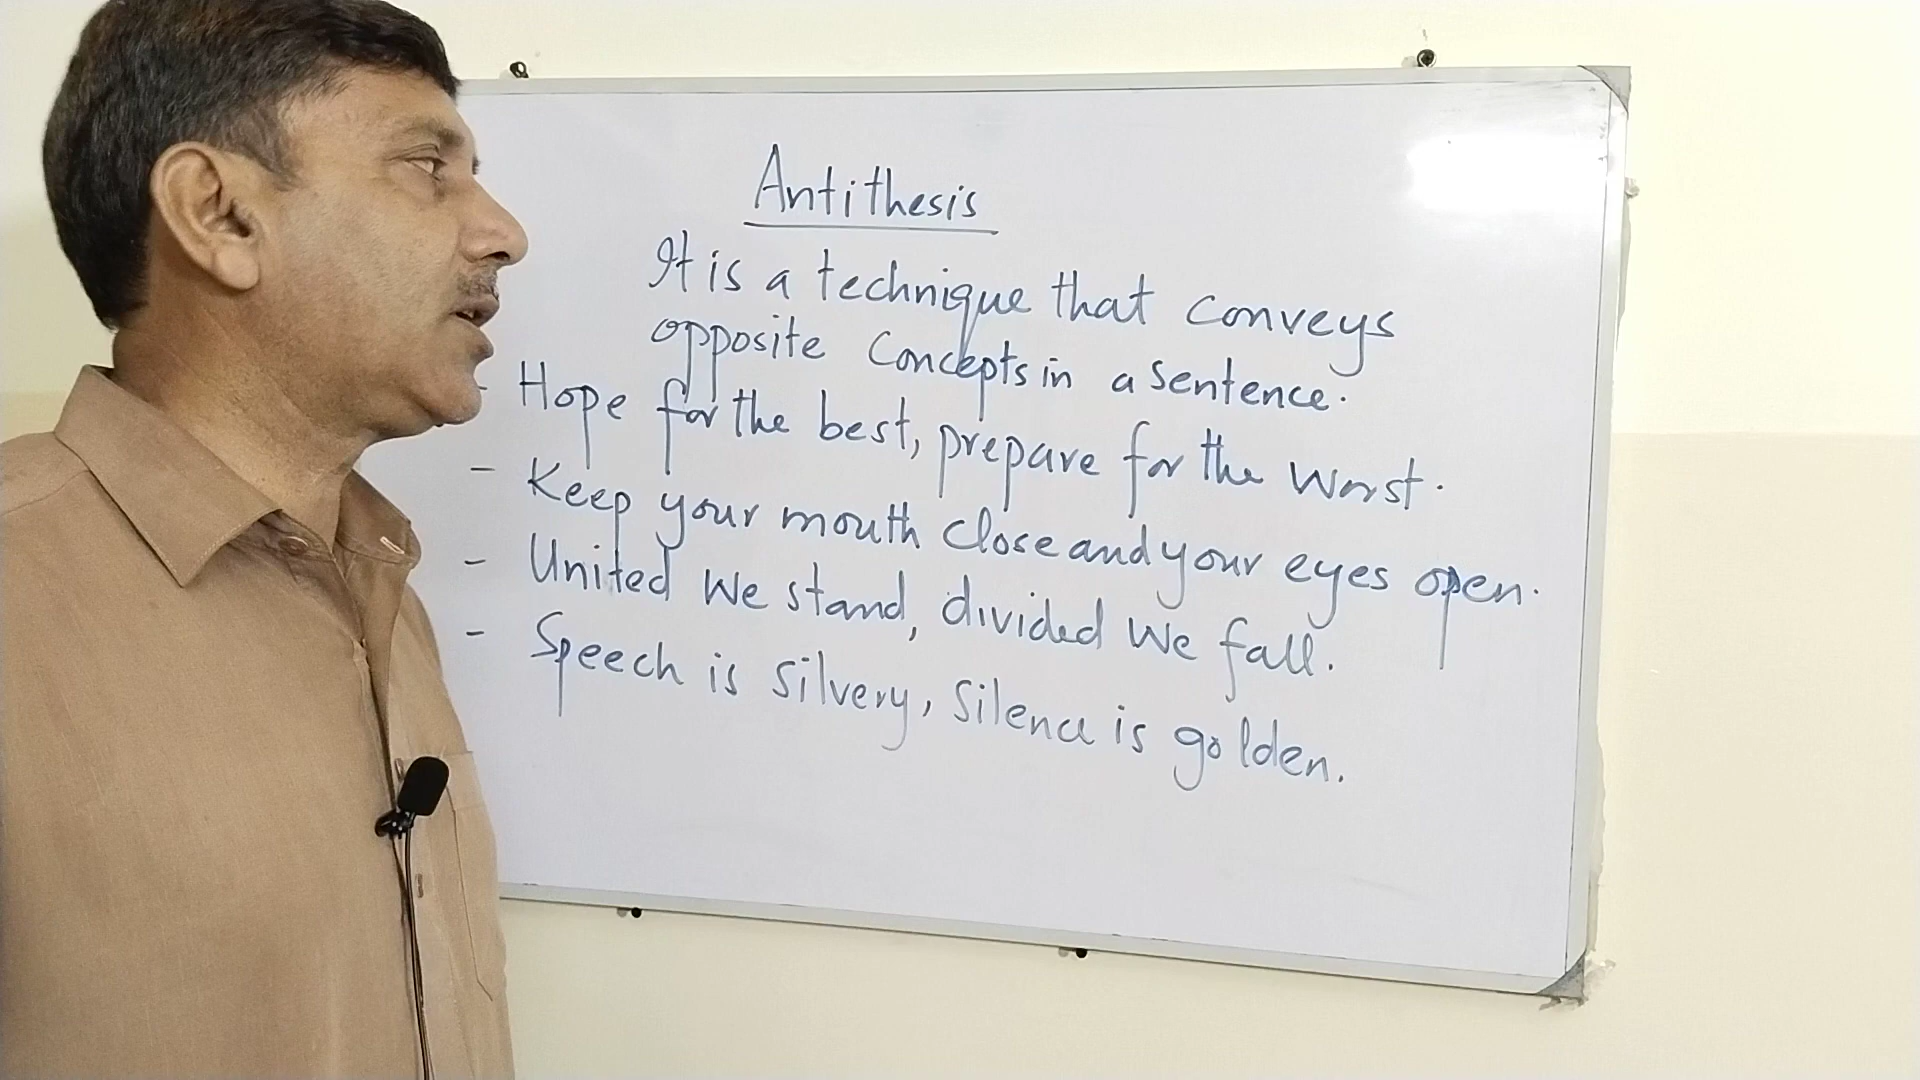 Antithesis
It is a technique that conveys
opposite concepts in a sentence.
- Hope for the best, prepare for the worst.
- Keep your mouth close and your eyes open.
- United we stand, divided we fall.
- Speech is silvery, silence is golden.